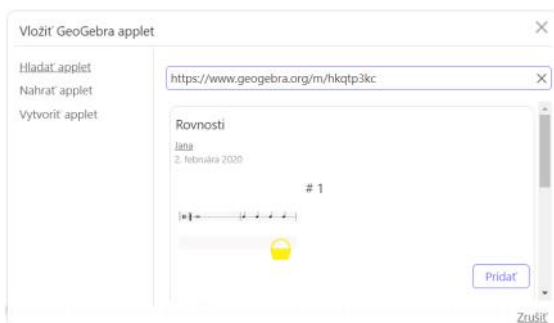 Vložiť GeoGebra applet
Hladať applet
Nahrať applet
Vytvoriť applet
https://www.geogebra.org/m/hkqtp3kc
Rovnosti
Jana
2. februára 2020
# 1
Pridať
Zrušiť